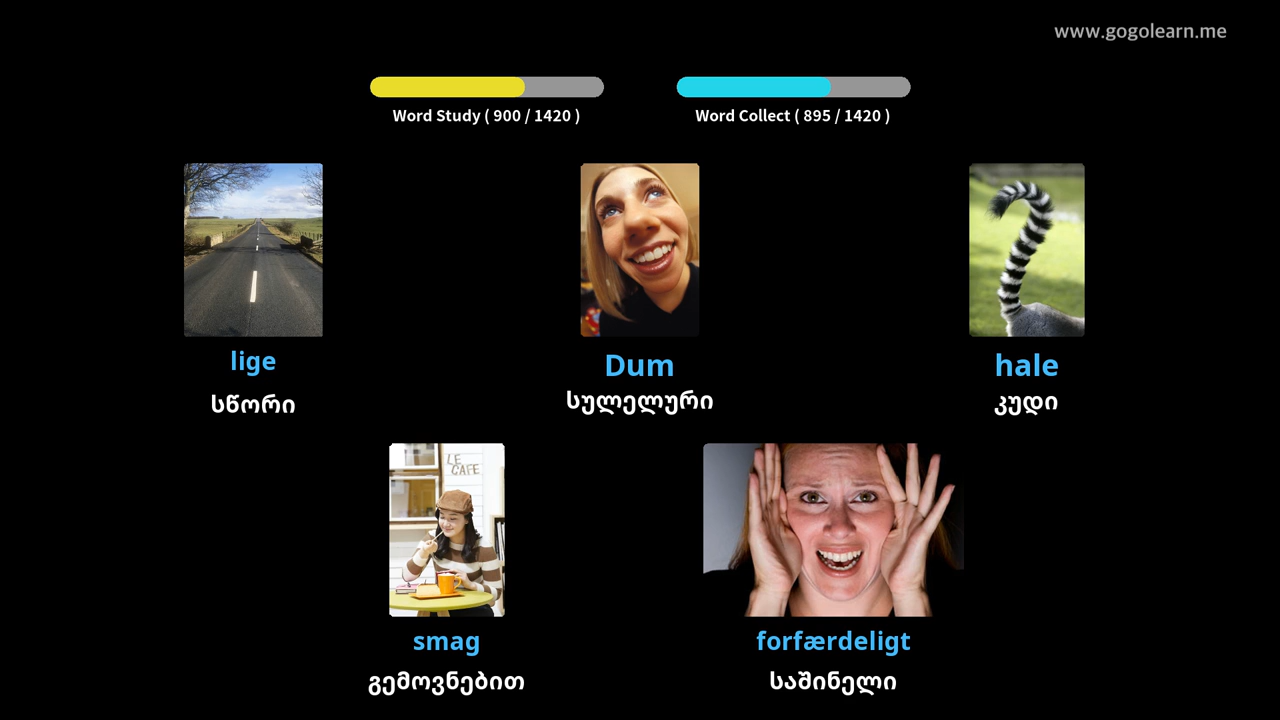 www.gogolearn.me
Word Study ( 900 / 1420 )
Word Collect ( 895 / 1420 )
lige
Dum
hale
სწორი
სულელური
კუდი
LE
CAFE
smag
forfærdeligt
გემოვნებით
საშინელი